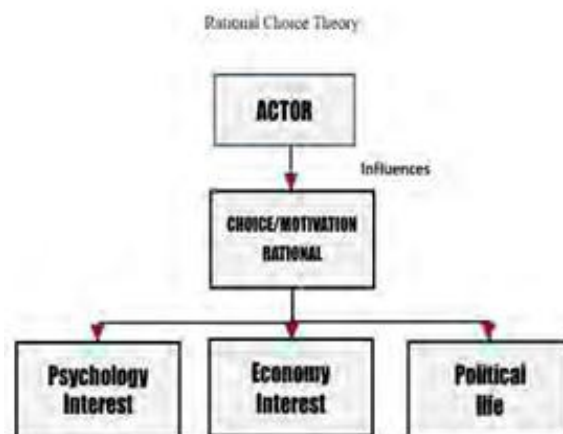 Rational Choice Theory
ACTOR
Influences
CHOICE/MOTIVATION
RATIONAL
Psychology
Interest
Economy
Interest
Political
life